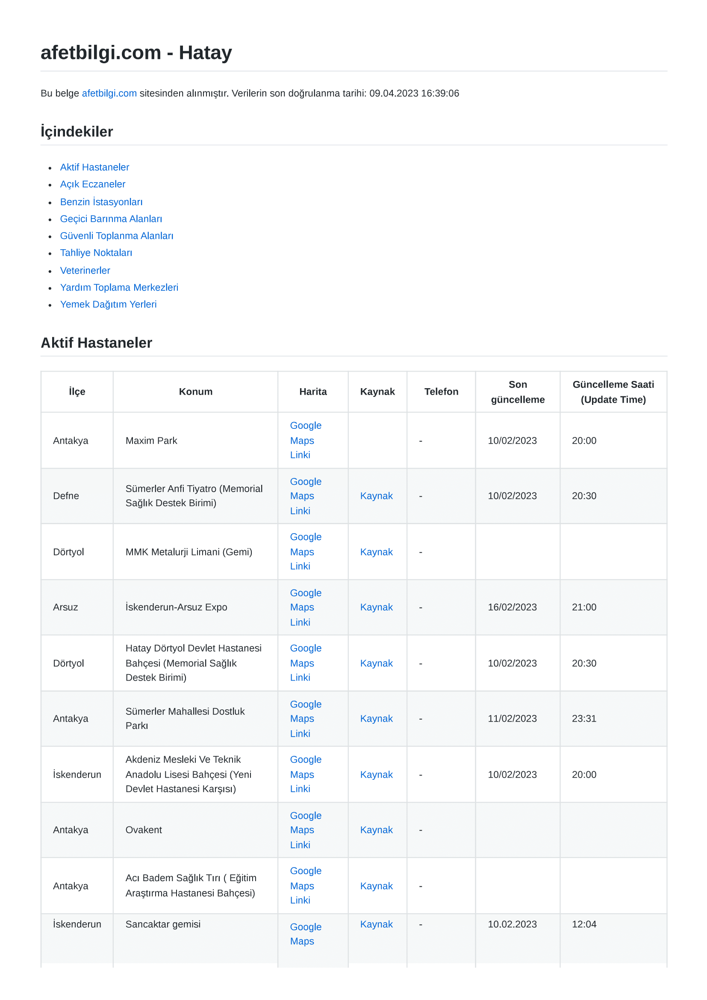 afetbilgi.com - Hatay
Bu belge afetbilgi.com sitesinden alınmıştır. Verilerin son doğrulanma tarihi: 09.04.2023 16:39:06
İçindekiler
• Aktif Hastaneler
• Açık Eczaneler
• Benzin İstasyonları
• Geçici Barınma Alanları
• Güvenli Toplanma Alanları
• Tahliye Noktaları
• Veterinerler
• Yardım Toplama Merkezleri
• Yemek Dağıtım Yerleri
Aktif Hastaneler
İlçe
Konum
Harita
Kaynak
Telefon
Son
güncelleme
Güncelleme Saati
(Update Time)
Antakya
Maxim Park
Google
Maps
Linki
-
10/02/2023
20:00
Defne
Sümerler Anfi Tiyatro (Memorial
Sağlık Destek Birimi)
Google
Maps
Linki
Kaynak
-
10/02/2023
20:30
Dörtyol
MMK Metalurji Limani (Gemi)
Google
Maps
Linki
Kaynak
-
Arsuz
İskenderun-Arsuz Expo
Google
Maps
Linki
Kaynak
-
16/02/2023
21:00
Dörtyol
Hatay Dörtyol Devlet Hastanesi
Bahçesi (Memorial Sağlık
Destek Birimi)
Google
Maps
Linki
Kaynak
-
10/02/2023
20:30
Antakya
Sümerler Mahallesi Dostluk
Parkı
Google
Maps
Linki
Kaynak
-
11/02/2023
23:31
İskenderun
Akdeniz Mesleki Ve Teknik
Anadolu Lisesi Bahçesi (Yeni
Devlet Hastanesi Karşısı)
Google
Maps
Linki
Kaynak
-
10/02/2023
20:00
Antakya
Ovakent
Google
Maps
Linki
Kaynak
-
Antakya
Acı Badem Sağlık Tırı ( Eğitim
Araştırma Hastanesi Bahçesi)
Google
Maps
Linki
Kaynak
-
İskenderun
Sancaktar gemisi
Google
Maps
Kaynak
-
10.02.2023
12:04